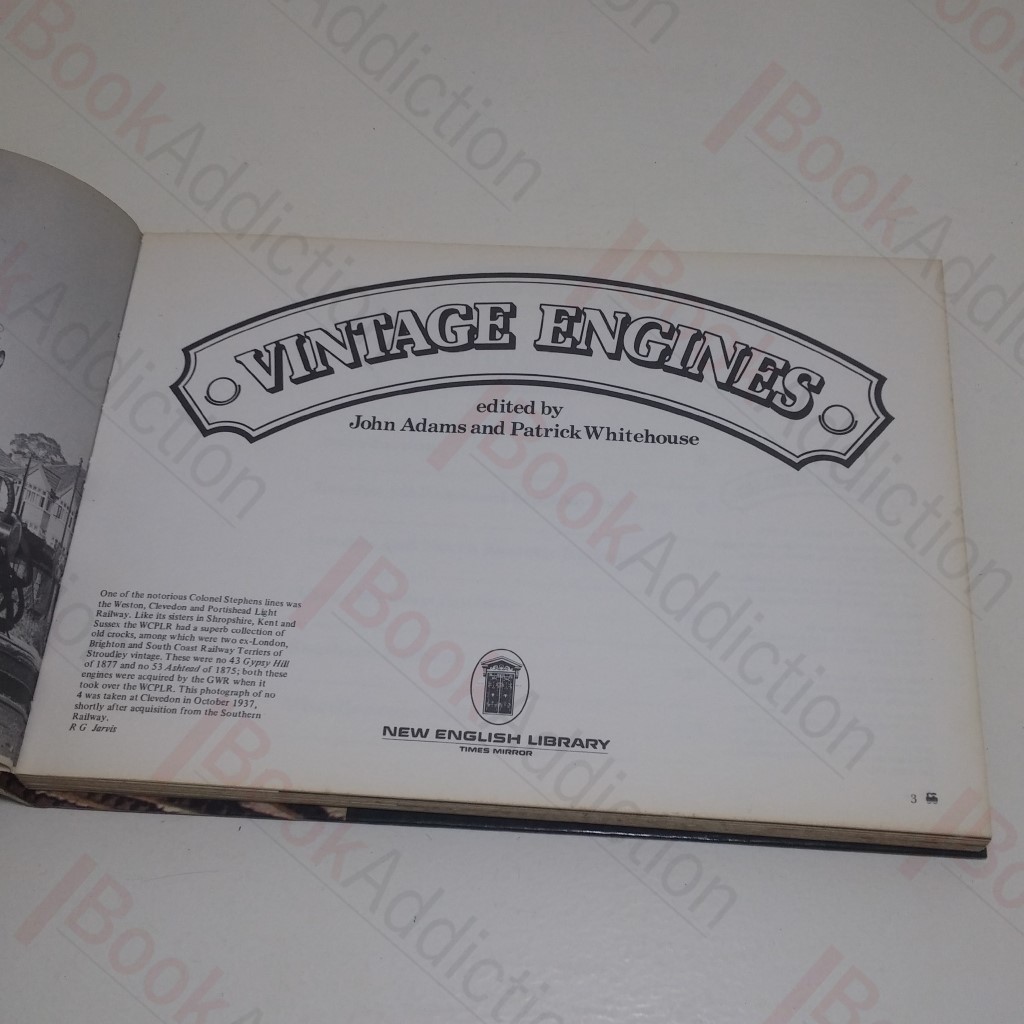 VINTAGE ENGINES
edited by
John Adams and Patrick Whitehouse
One of the notorious Colonel Stephens lines was
the Weston, Clevedon and Portishead Light
Railway. Like its sisters in Shropshire, Kent and
Sussex the WCPLR had a superb collection of
old crocks, among which were two ex-London,
Brighton and South Coast Railway Terriers of
Stroudley vintage. These were no 43 Gypsy Hill
of 1877 and no 53 Ashtead of 1875; both these
engines were acquired by the GWR when it
took over the WCPLR. This photograph of no
4 was taken at Clevedon in October 1937,
shortly after acquisition from the Southern
Railway.
R G Jarvis
NEW ENGLISH LIBRARY
TIMES MIRROR
3
BookAddiction
BookAddiction
BookAddiction
BookAddiction
BookAddiction
BookAddiction